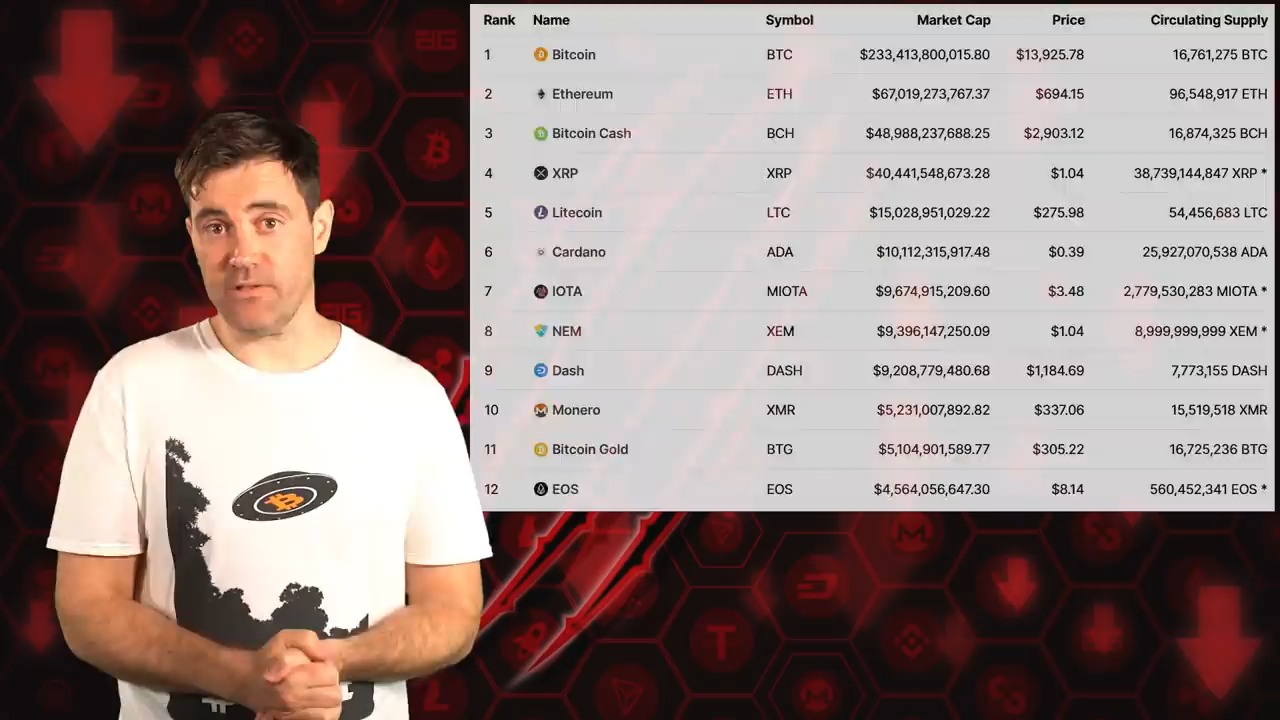 Rank Name Symbol Market Cap Price Circulating Supply
1 Bitcoin BTC $233,413,800,015.80 $13,925.78 16,761,275 BTC
2 Ethereum ETH $67,019,273,767.37 $694.15 96,548,917 ETH
3 Bitcoin Cash BCH $48,988,237,688.25 $2,903.12 16,874,325 BCH
4 XRP XRP $40,441,548,673.28 $1.04 38,739,144,847 XRP *
5 Litecoin LTC $15,028,951,029.22 $275.98 54,456,683 LTC
6 Cardano ADA $10,112,315,917.48 $0.39 25,927,070,538 ADA
7 IOTA MIOTA $9,674,915,209.60 $3.48 2,779,530,283 MIOTA *
8 NEM XEM $9,396,147,250.09 $1.04 8,999,999,999 XEM *
9 Dash DASH $9,208,779,480.68 $1,184.69 7,773,155 DASH
10 Monero XMR $5,231,007,892.82 $337.06 15,519,518 XMR
11 Bitcoin Gold BTG $5,104,901,589.77 $305.22 16,725,236 BTG
12 EOS EOS $4,564,056,647.30 $8.14 560,452,341 EOS *